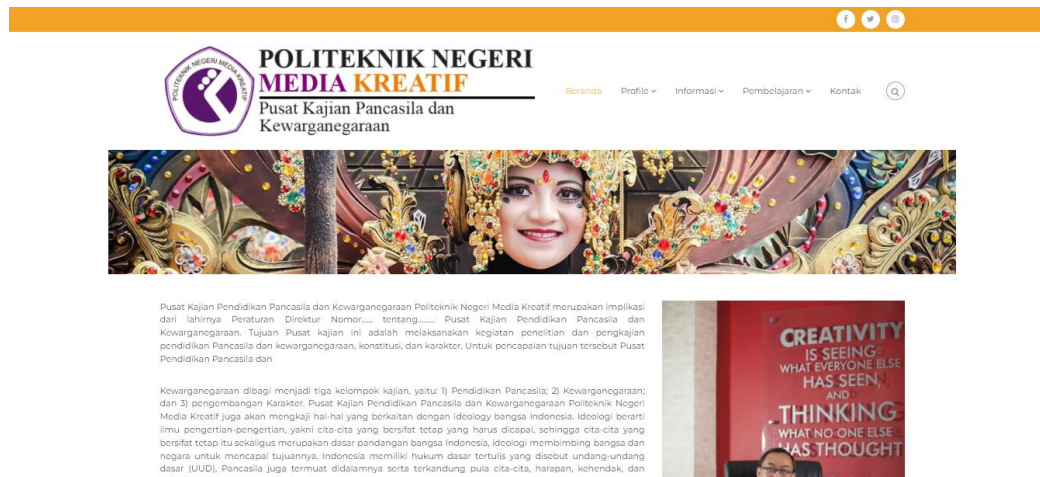 POLITEKNIK NEGERI MEDIA KREATIF
POLITEKNIK NEGERI
MEDIA KREATIF
Pusat Kajian Pancasila dan
Kewarganegaraan
Beranda Profile Informasi Pembelajaran Kontak
Pusat Kajian Pendidikan Pancasila dan Kewarganegaraan Politeknik Negeri Media Kreatif merupakan implikasi
dari lahirnya Peraturan Direktur Nomor...... tentang......... Pusat Kajian Pendidikan Pancasila dan
Kewarganegaraan. Tujuan Pusat kajian ini adalah melaksanakan kegiatan penelitian dan pengkajian
pendidikan Pancasila dan kewarganegaraan, konstitusi, dan karakter. Untuk pencapaian tujuan tersebut Pusat
Pendidikan Pancasila dan
Kewarganegaraan dibagi menjadi tiga kelompok kajian, yaitu: 1) Pendidikan Pancasila; 2) Kewarganegaraan;
dan 3) pengembangan Karakter. Pusat Kajian Pendidikan Pancasila dan Kewarganegaraan Politeknik Negeri
Media Kreatif juga akan mengkaji hal-hal yang berkaitan dengan ideology bangsa Indonesia. Ideologi berarti
ilmu pengertian-pengertian, yakni cita-cita yang bersifat tetap yang harus dicapai, sehingga cita-cita yang
bersifat tetap itu sekaligus merupakan dasar pandangan bangsa Indonesia, ideologi membimbing bangsa dan
negara untuk mencapai tujuannya. Indonesia memiliki hukum dasar tertulis yang disebut undang-undang
dasar (UUD), Pancasila juga termuat didalamnya serta terkandung pula cita-cita, harapan, kehendak, dan
CREATIVITY
IS SEEING
WHAT EVERYONE ELSE
HAS SEEN,
AND
THINKING
WHAT NO ONE ELSE
HAS THOUGHT